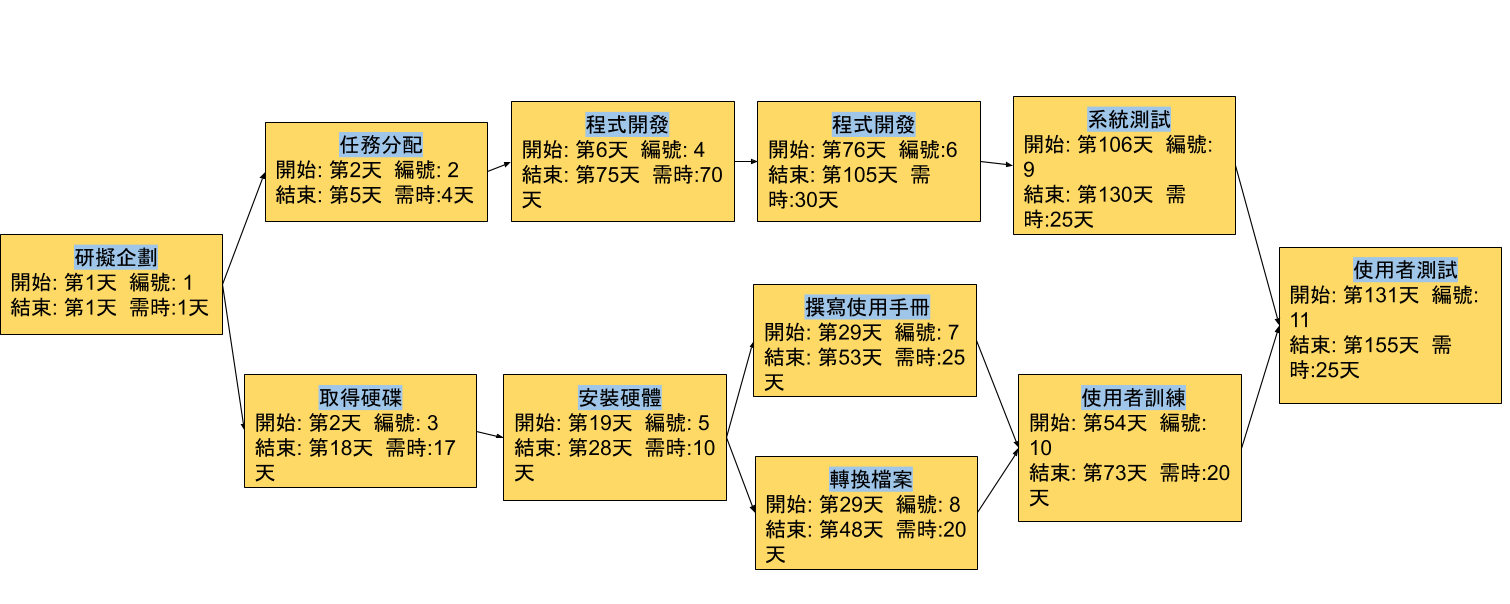 研擬企劃
開始: 第1天 編號: 1
結束: 第1天 需時:1天
任務分配
開始: 第2天 編號: 2
結束: 第5天 需時:4天
程式開發
開始: 第6天 編號: 4
結束: 第75天 需時:70
天
程式開發
開始: 第76天 編號:6
結束: 第105天 需
時:30天
系統測試
開始: 第106天 編號:
9
結束: 第130天 需
時:25天
取得硬碟
開始: 第2天 編號: 3
結束: 第18天 需時:17
天
安裝硬體
開始: 第19天 編號: 5
結束: 第28天 需時:10
天
撰寫使用手冊
開始: 第29天 編號: 7
結束: 第53天 需時:25
天
轉換檔案
開始: 第29天 編號: 8
結束: 第48天 需時:20
天
使用者訓練
開始: 第54天 編號:
10
結束: 第73天 需時:20
天
使用者測試
開始: 第131天 編號:
11
結束: 第155天 需
時:25天